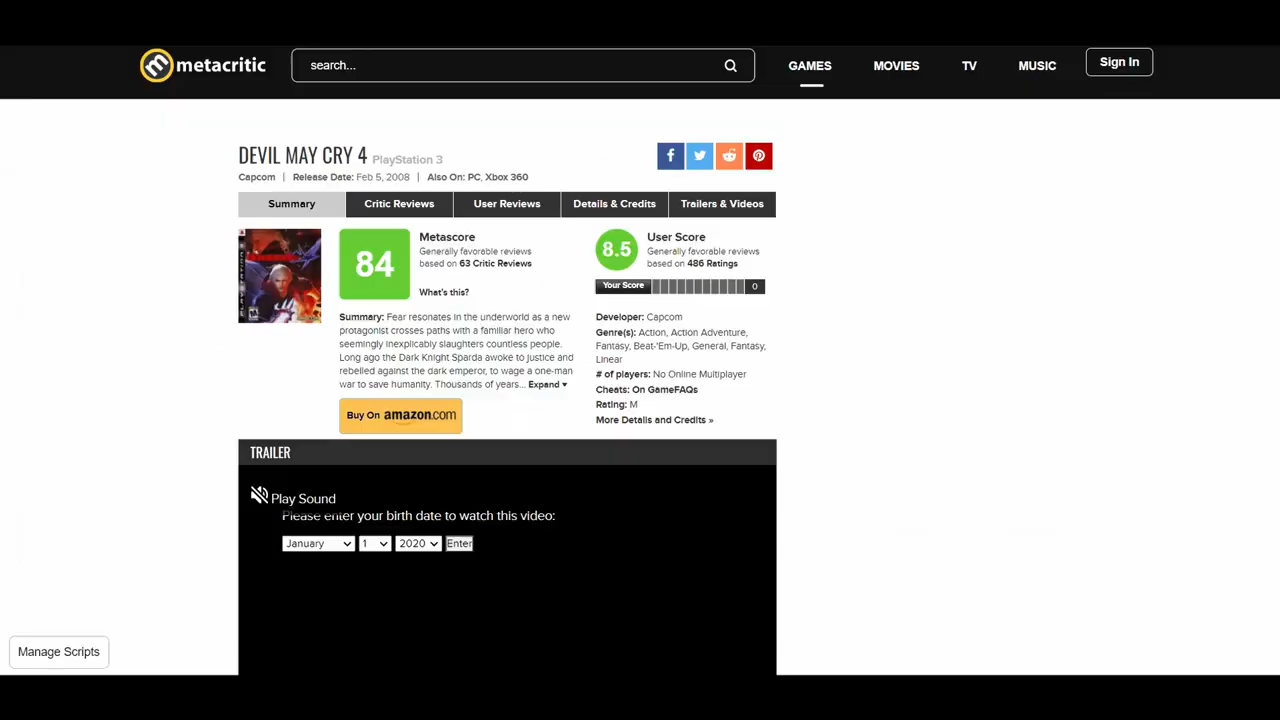 metacritic
search...
GAMES
MOVIES
TV
MUSIC
Sign In
DEVIL MAY CRY 4 PlayStation 3
Capcom | Release Date: Feb 5, 2008 | Also On: PC, Xbox 360
Summary
Critic Reviews
User Reviews
Details & Credits
Trailers & Videos
84
Metascore
Generally favorable reviews
based on 63 Critic Reviews
What's this?
Summary: Fear resonates in the underworld as a new
protagonist crosses paths with a familiar hero who
seemingly inexplicably slaughters countless people.
Long ago the Dark Knight Sparda awoke to justice and
rebelled against the dark emperor, to wage a one-man
war to save humanity. Thousands of years... Expand
Buy On amazon.com
8.5
User Score
Generally favorable reviews
based on 486 Ratings
Your Score
0
Developer: Capcom
Genre(s): Action, Action Adventure,
Fantasy, Beat-'Em-Up, General, Fantasy,
Linear
# of players: No Online Multiplayer
Cheats: On GameFAQs
Rating: M
More Details and Credits »
TRAILER
Play Sound
Please enter your birth date to watch this video:
January
1
2020
Enter
Manage Scripts